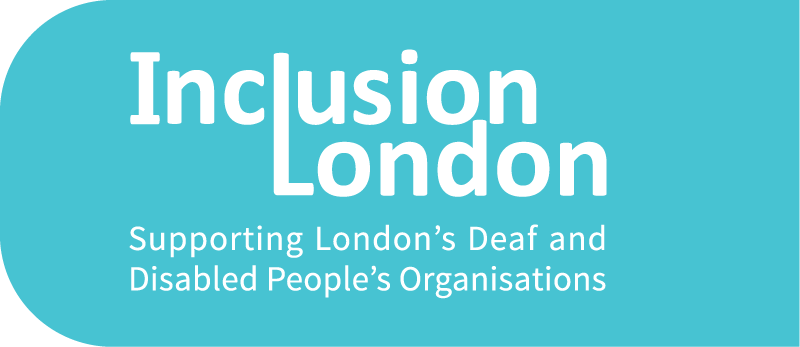 Inclusion
London
Supporting London’s Deaf and
Disabled People’s Organisations